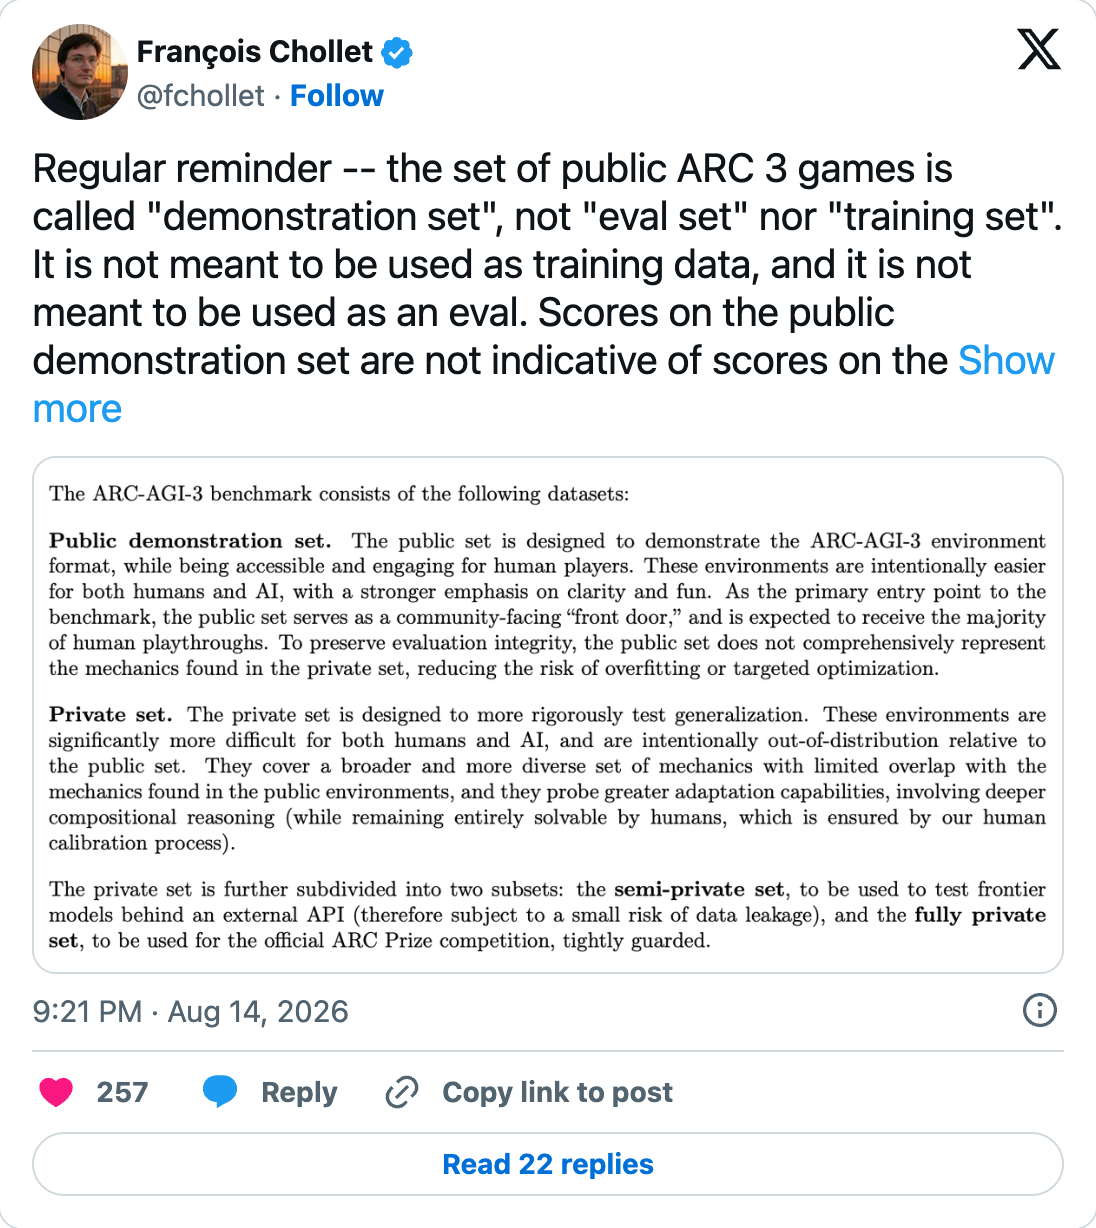 François Chollet
@fchollet · Follow
Regular reminder -- the set of public ARC 3 games is
called "demonstration set", not "eval set" nor "training set".
It is not meant to be used as training data, and it is not
meant to be used as an eval. Scores on the public
demonstration set are not indicative of scores on the Show
more
The ARC-AGI-3 benchmark consists of the following datasets:
Public demonstration set. The public set is designed to demonstrate the ARC-AGI-3 environment
format, while being accessible and engaging for human players. These environments are intentionally easier
for both humans and AI, with a stronger emphasis on clarity and fun. As the primary entry point to the
benchmark, the public set serves as a community-facing “front door,” and is expected to receive the majority
of human playthroughs. To preserve evaluation integrity, the public set does not comprehensively represent
the mechanics found in the private set, reducing the risk of overfitting or targeted optimization.
Private set. The private set is designed to more rigorously test generalization. These environments are
significantly more difficult for both humans and AI, and are intentionally out-of-distribution relative to
the public set. They cover a broader and more diverse set of mechanics with limited overlap with the
mechanics found in the public environments, and they probe greater adaptation capabilities, involving deeper
compositional reasoning (while remaining entirely solvable by humans, which is ensured by our human
calibration process).
The private set is further subdivided into two subsets: the semi-private set, to be used to test frontier
models behind an external API (therefore subject to a small risk of data leakage), and the fully private
set, to be used for the official ARC Prize competition, tightly guarded.
9:21 PM · Aug 14, 2026
257 Reply Copy link to post
Read 22 replies